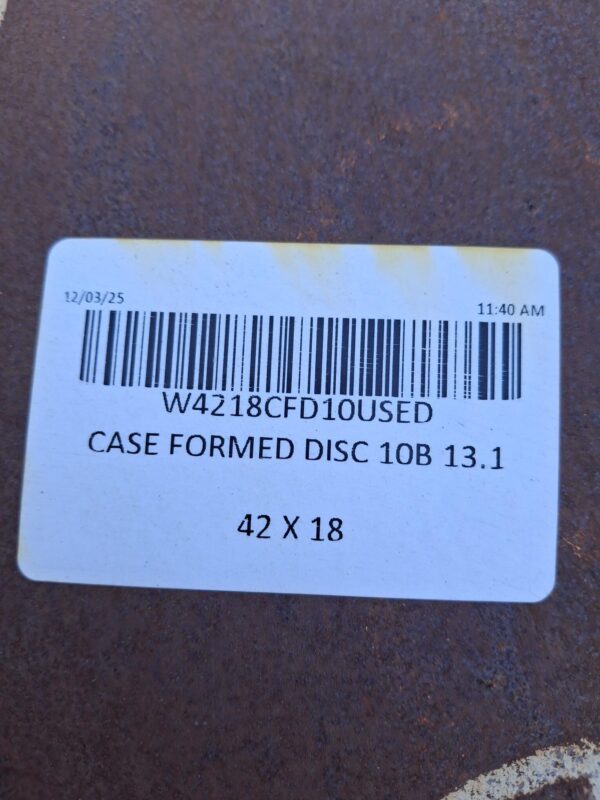 12/03/25 11:40 AM
W4218CFD10USED
CASE FORMED DISC 10B 13.1
42 X 18